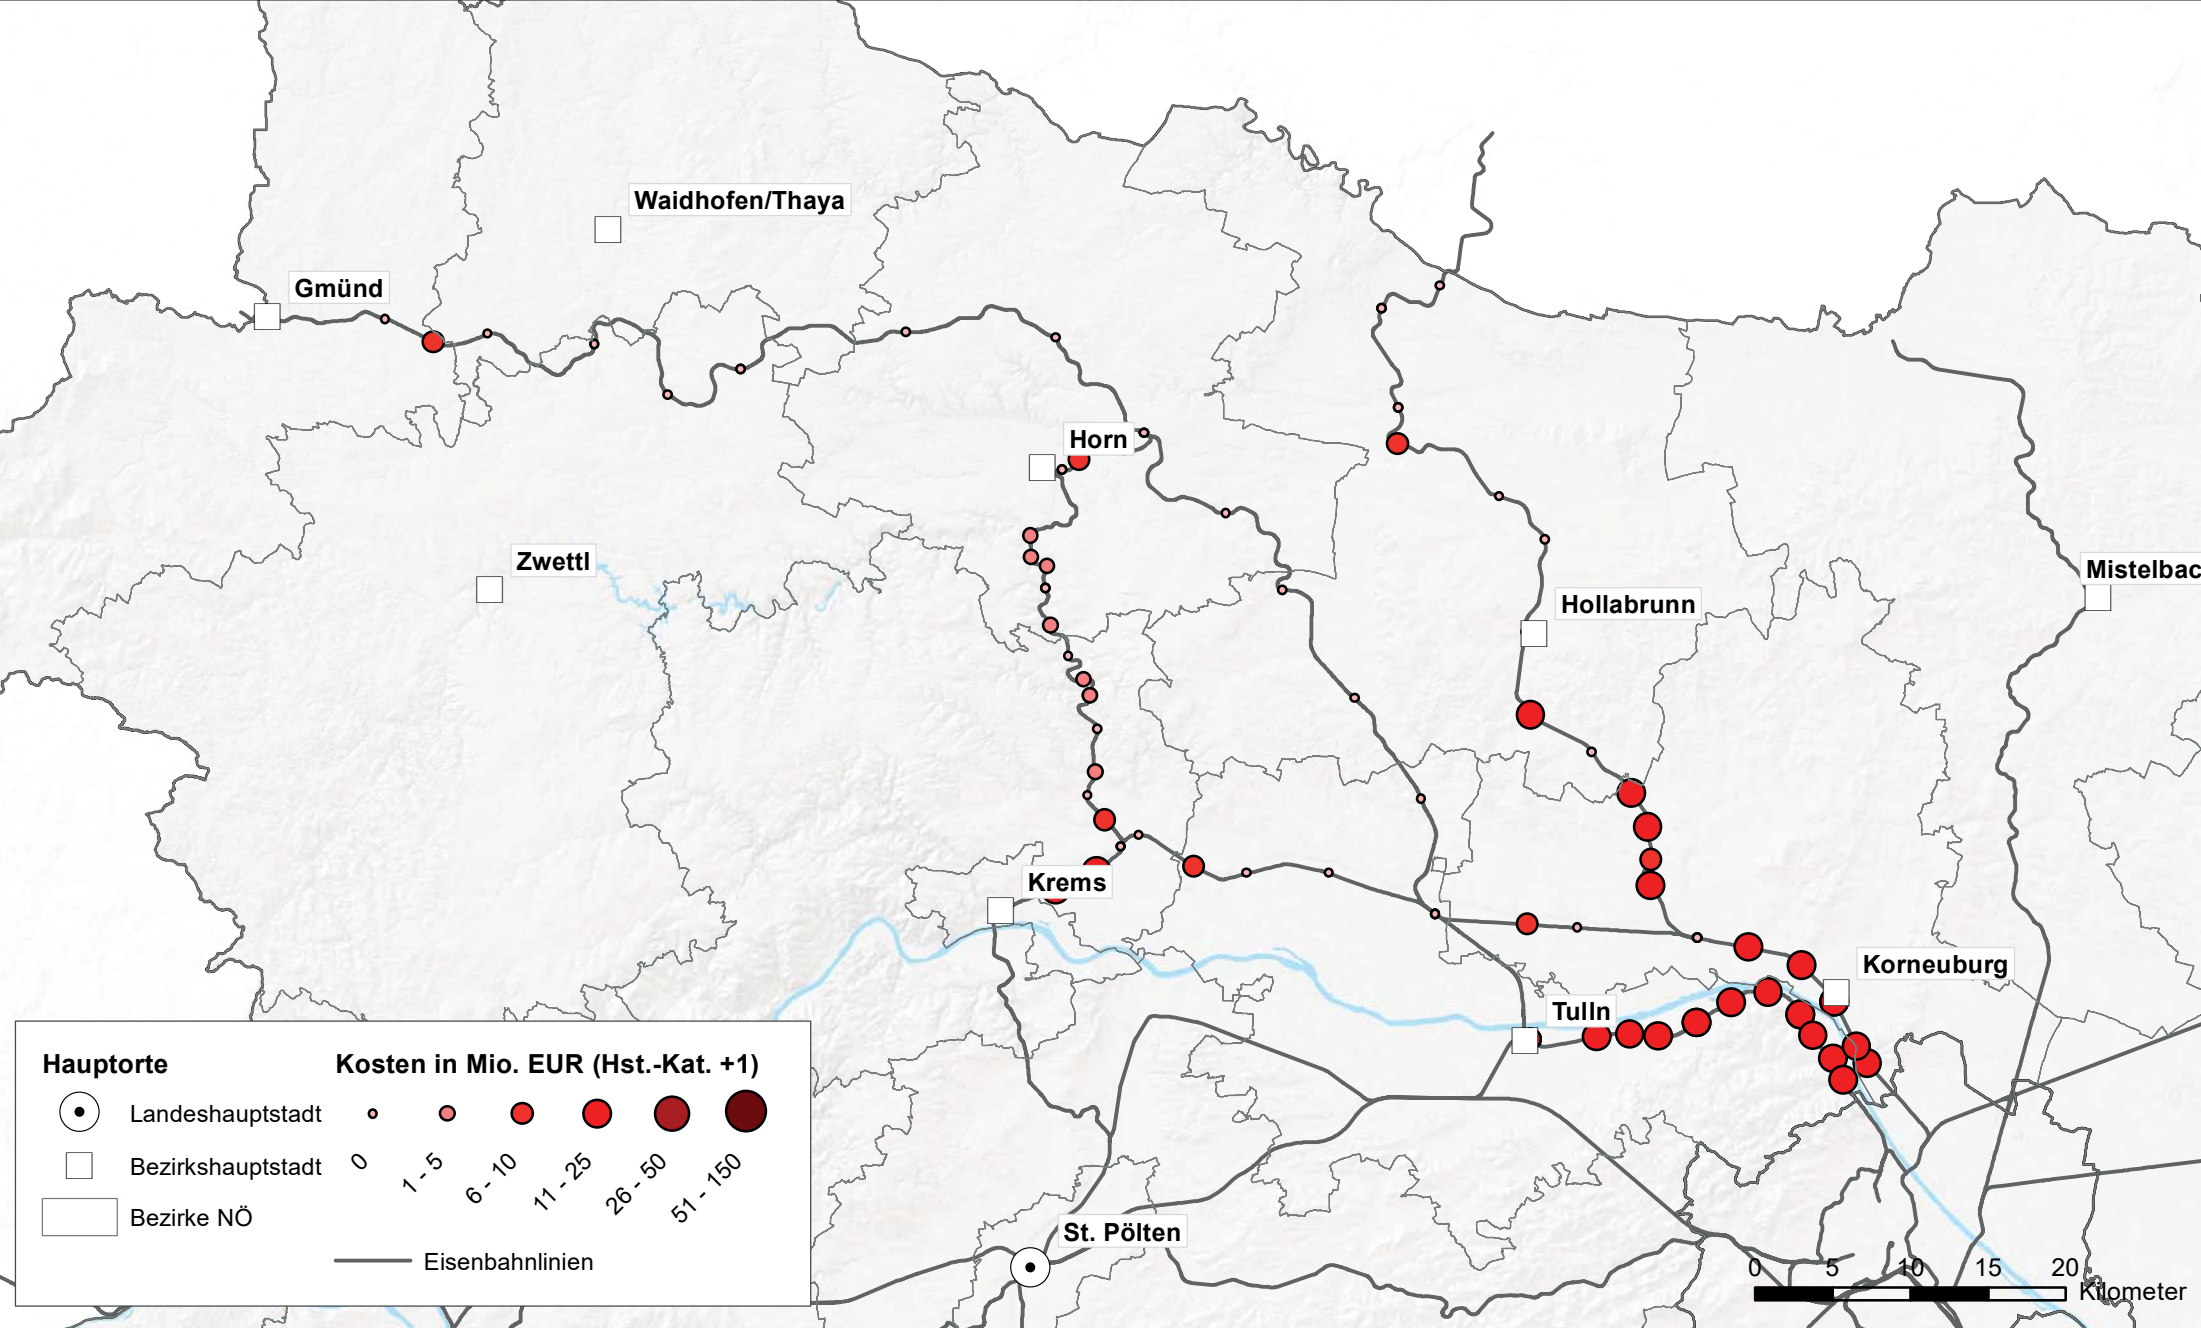 Waidhofen/Thaya
Gmünd
Horn
Zwettl
Mistelbac
Hollabrunn
Krems
Korneuburg
Tulln
St. Pölten
Hauptorte
Landeshauptstadt
Bezirkshauptstadt
Bezirke NÖ
Kosten in Mio. EUR (Hst.-Kat. +1)
0
1 - 5
6 - 10
11 - 25
26 - 50
51 - 150
Eisenbahnlinien
0 5 10 15 20
Kilometer